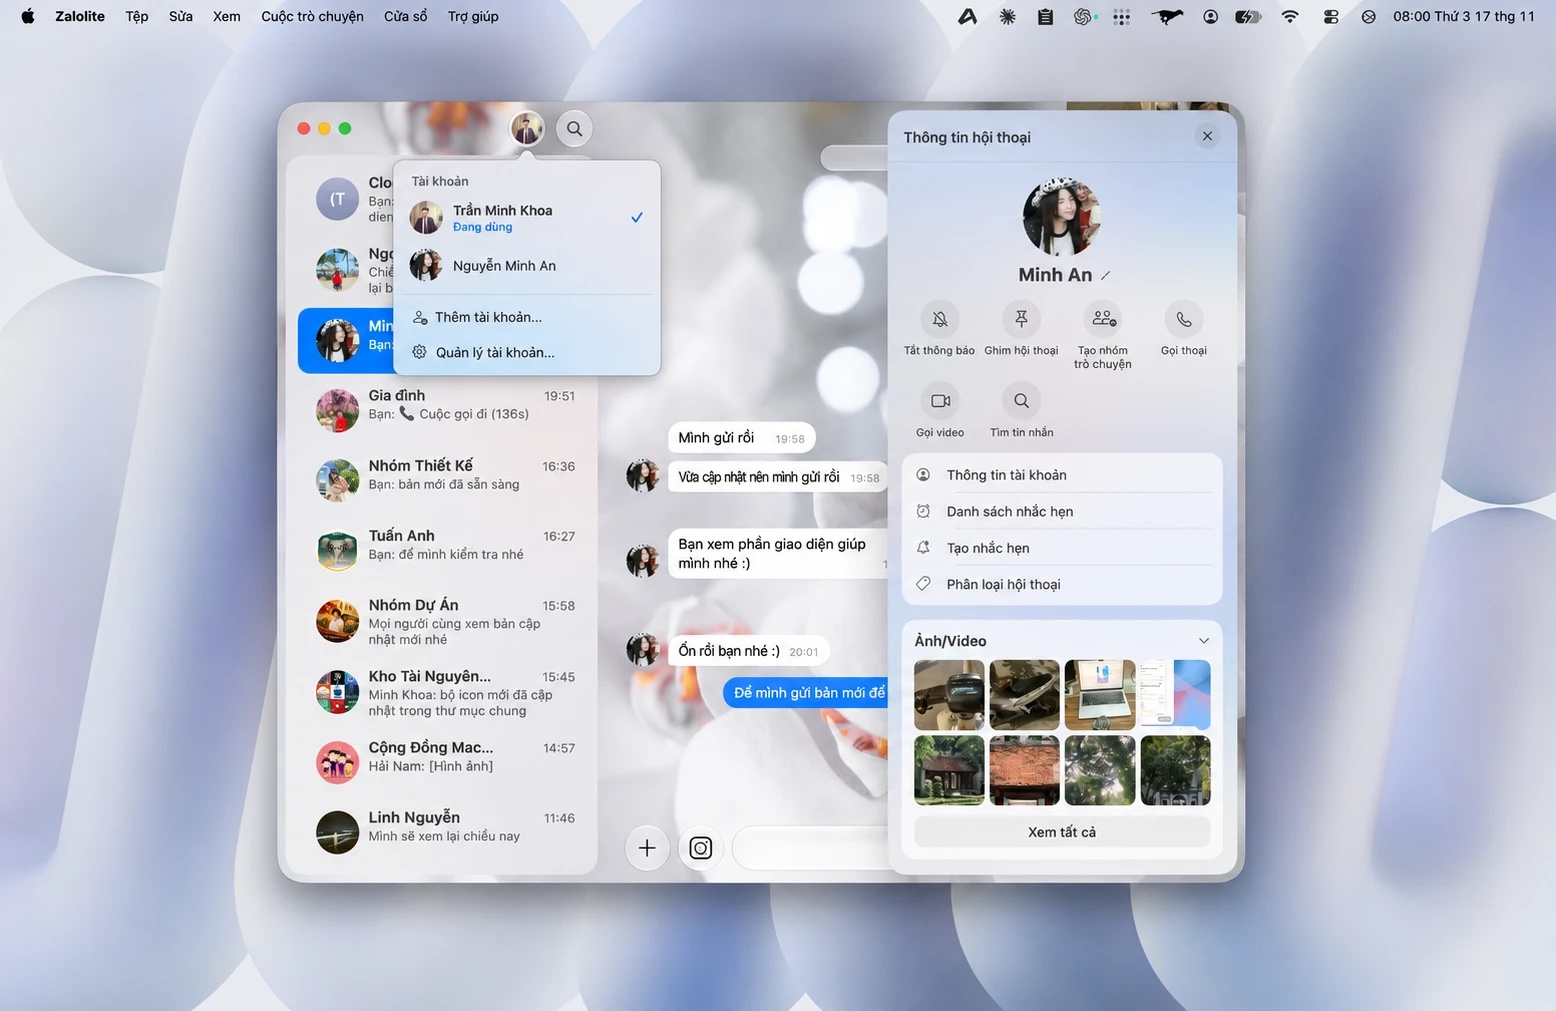 Zalolite Tệp Sửa Xem Cuộc trò chuyện Cửa sổ Trợ giúp
08:00 Thứ 3 17 thg 11
Tài khoản
Trần Minh Khoa
Đang dùng
Nguyễn Minh An
Thêm tài khoản...
Quản lý tài khoản...
(T
Clo
Bạn:
dien
Ngọ
Chiề
lại b
Min
Bạn:
Gia đình 19:51
Bạn: 📞 Cuộc gọi đi (136s)
Nhóm Thiết Kế 16:36
Bạn: bản mới đã sẵn sàng
Tuấn Anh 16:27
Bạn: để mình kiểm tra nhé
Nhóm Dự Án 15:58
Mọi người cùng xem bản cập
nhật mới nhé
Kho Tài Nguyên... 15:45
Minh Khoa: bộ icon mới đã cập
nhật trong thư mục chung
Cộng Đồng Mac... 14:57
Hải Nam: [Hình ảnh]
Linh Nguyễn 11:46
Mình sẽ xem lại chiều nay
Mình gửi rồi 19:58
Vừa cập nhật nên mình gửi rồi 19:58
Bạn xem phần giao diện giúp
mình nhé :)
Ổn rồi bạn nhé :) 20:01
Để mình gửi bản mới để
Thông tin hội thoại
Minh An
Tắt thông báo
Ghim hội thoại
Tạo nhóm
trò chuyện
Gọi thoại
Gọi video
Tìm tin nhắn
Thông tin tài khoản
Danh sách nhắc hẹn
Tạo nhắc hẹn
Phân loại hội thoại
Ảnh/Video
Xem tất cả